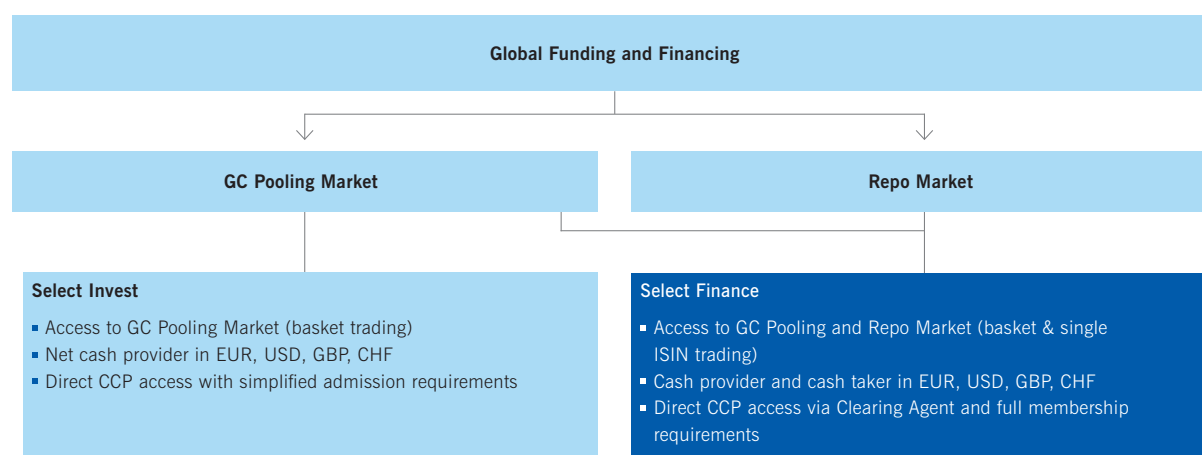 Global Funding and Financing
GC Pooling Market
Repo Market
Select Invest
▪ Access to GC Pooling Market (basket trading)
▪ Net cash provider in EUR, USD, GBP, CHF
▪ Direct CCP access with simplified admission requirements
Select Finance
▪ Access to GC Pooling and Repo Market (basket & single
ISIN trading)
▪ Cash provider and cash taker in EUR, USD, GBP, CHF
▪ Direct CCP access via Clearing Agent and full membership
requirements